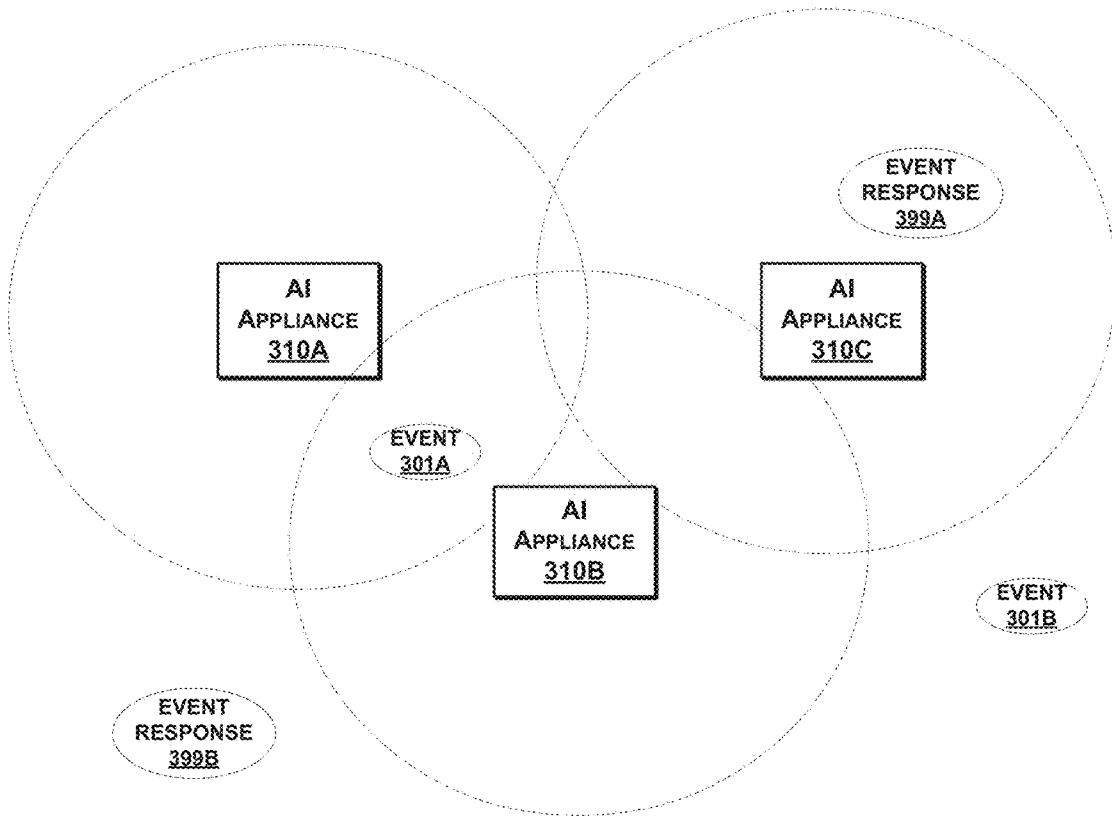 EVENT
RESPONSE
399A
AI
APPLIANCE
310A
AI
APPLIANCE
310C
EVENT
301A
AI
APPLIANCE
310B
EVENT
301B
EVENT
RESPONSE
399B